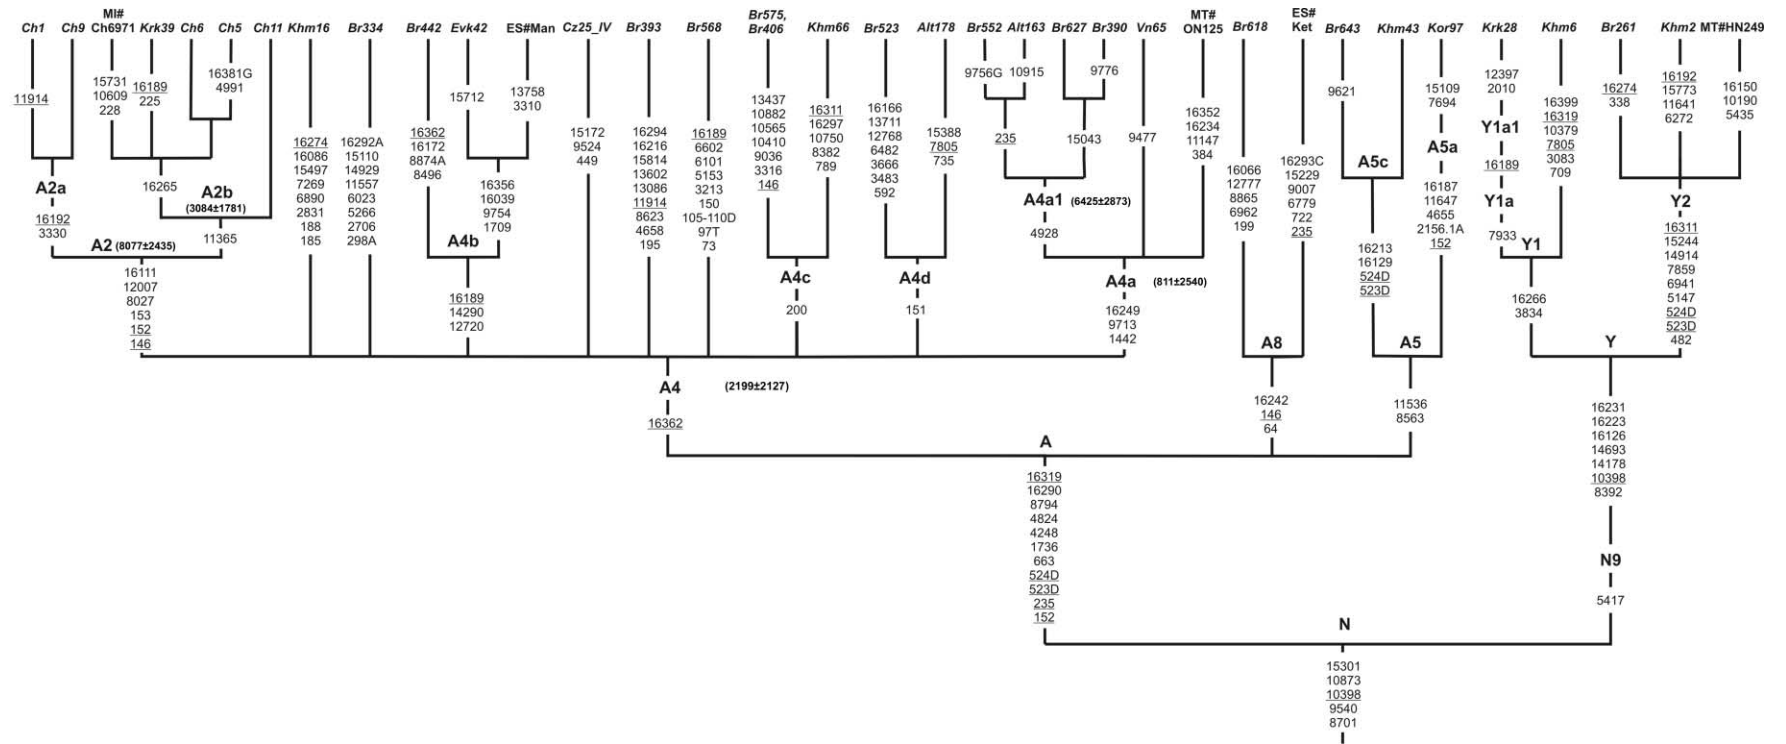 Ch1
Ch9
MI#
Ch6971
Krk39
Ch6
Ch5
Ch11
Khm16
Br334
Br442
Evk42
ES#Man
Cz25_IV
Br393
Br568
Br575,
Br406
Khm66
Br523
Alt178
Br552
Alt163
Br627
Br390
Vn65
MT#
ON125
Br618
ES#
Ket
Br643
Khm43
Kor97
Krk28
Khm6
Br261
Khm2
MT#HN249
11914
15731
10609
228
16189
225
16381G
4991
A2a
16192
3330
16265
A2b
(3084±1781)
11365
A2 (8077±2435)
16111
12007
8027
153
152
146
16274
16086
15497
7269
6890
2831
188
185
16292A
15110
14929
11557
6023
5266
2706
298A
16362
16172
8874A
8496
15712
13758
3310
16356
16039
9754
1709
A4b
16189
14290
12720
15172
9524
449
16294
16216
15814
13602
13086
11914
8623
4658
195
16189
6602
6101
5153
3213
150
105-110D
97T
73
13437
10882
10565
10410
9036
3316
146
16311
16297
10750
8382
789
A4c
200
16166
13711
12768
6482
3666
3483
592
15388
7805
735
A4d
151
9756G
10915
235
9776
15043
A4a1 (6425±2873)
4928
9477
16352
16234
11147
384
A4a (811±2540)
16249
9713
1442
A4 (2199±2127)
16362
16066
12777
8865
6962
199
16293C
15229
9007
6779
722
235
A8
16242
146
64
9621
A5c
16213
16129
524D
523D
15109
7694
A5a
16187
11647
4655
2156.1A
152
A5
11536
8563
A
16319
16290
8794
4824
4248
1736
663
524D
523D
235
152
12397
2010
Y1a1
16189
Y1a
7933
16399
16319
10379
7805
3083
709
Y1
16266
3834
16274
338
16192
15773
11641
6272
16150
10190
5435
Y2
16311
15244
14914
7859
6941
5147
524D
523D
482
Y
16231
16223
16126
14693
14178
10398
8392
N9
5417
N
15301
10873
10398
9540
8701